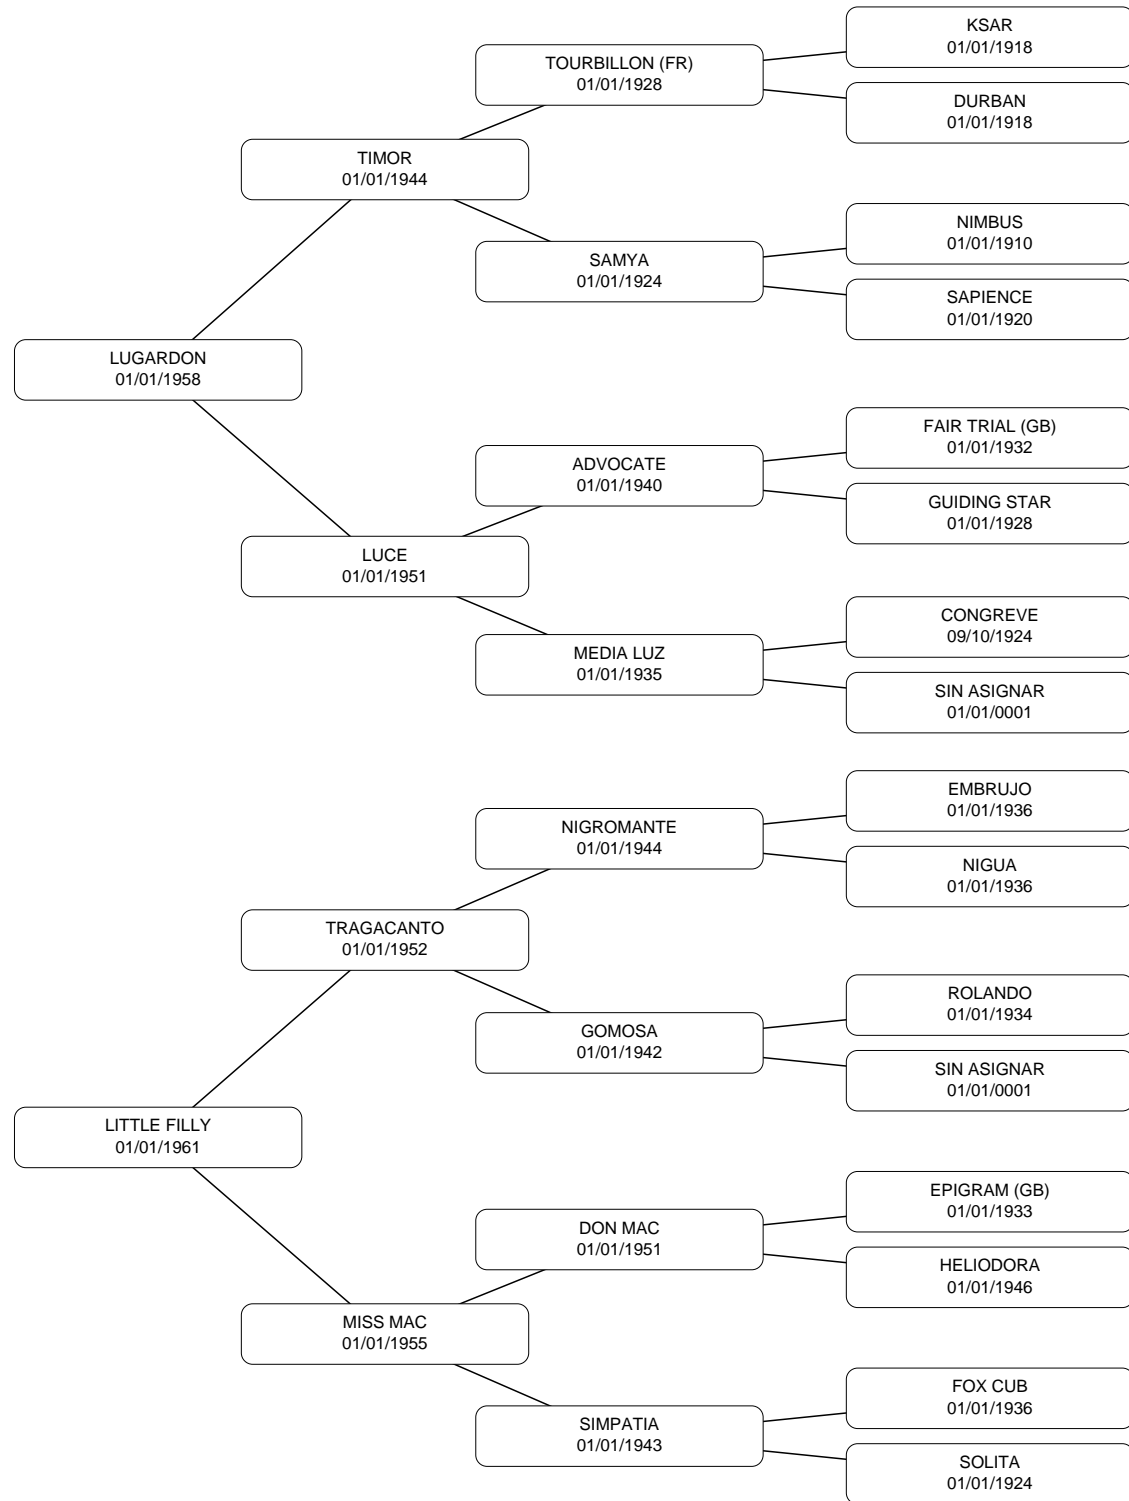 KSAR
01/01/1918
TOURBILLON (FR)
01/01/1928
DURBAN
01/01/1918
TIMOR
01/01/1944
NIMBUS
01/01/1910
SAMYA
01/01/1924
SAPIENCE
01/01/1920
LUGARDON
01/01/1958
FAIR TRIAL (GB)
01/01/1932
ADVOCATE
01/01/1940
GUIDING STAR
01/01/1928
LUCE
01/01/1951
CONGREVE
09/10/1924
MEDIA LUZ
01/01/1935
SIN ASIGNAR
01/01/0001
EMBRUJO
01/01/1936
NIGROMANTE
01/01/1944
NIGUA
01/01/1936
TRAGACANTO
01/01/1952
ROLANDO
01/01/1934
GOMOSA
01/01/1942
SIN ASIGNAR
01/01/0001
LITTLE FILLY
01/01/1961
EPIGRAM (GB)
01/01/1933
DON MAC
01/01/1951
HELIODORA
01/01/1946
MISS MAC
01/01/1955
FOX CUB
01/01/1936
SIMPATIA
01/01/1943
SOLITA
01/01/1924